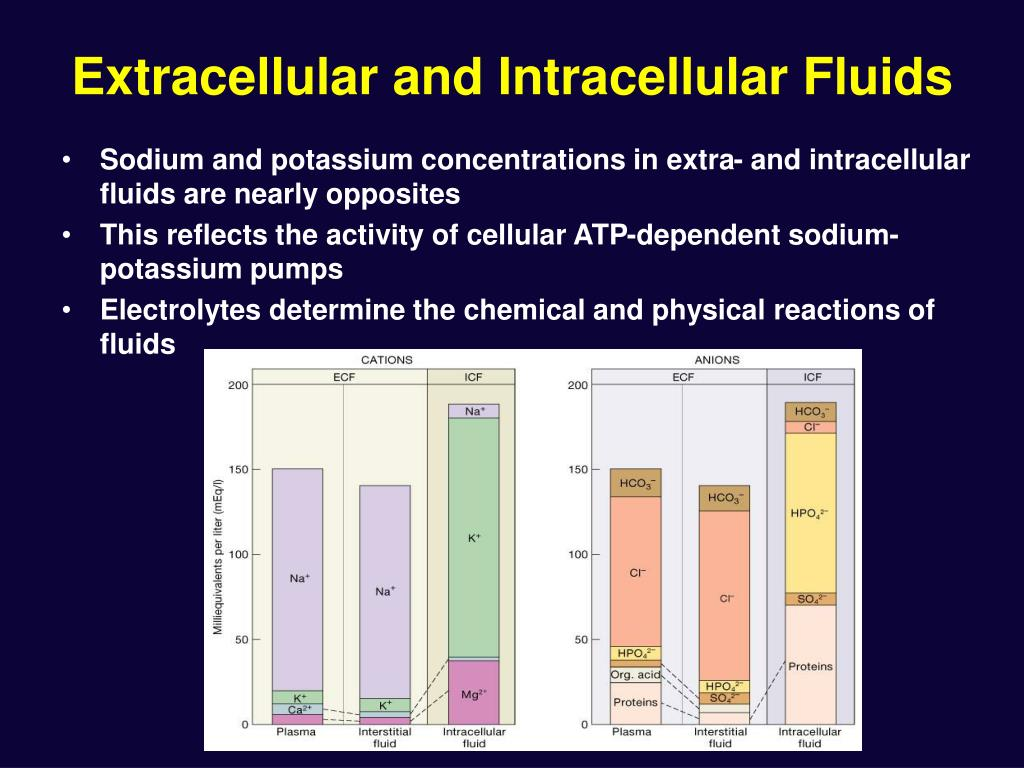 Extracellular and Intracellular Fluids
• Sodium and potassium concentrations in extra- and intracellular
fluids are nearly opposites
• This reflects the activity of cellular ATP-dependent sodium-
potassium pumps
• Electrolytes determine the chemical and physical reactions of
fluids
CATIONS
ECF ICF
200
150
100
50
0
Milliequivalents per liter (mEq/l)
Na⁺
K⁺
Ca²⁺
Na⁺
K⁺
Na⁺
K⁺
Mg²⁺
Plasma
Interstitial
fluid
Intracellular
fluid
ANIONS
ECF ICF
200
150
100
50
0
HCO₃⁻
Cl⁻
HPO₄²⁻
Org. acid
Proteins
HCO₃⁻
Cl⁻
HPO₄²⁻
SO₄²⁻
HCO₃⁻
Cl⁻
HPO₄²⁻
SO₄²⁻
Proteins
Plasma
Interstitial
fluid
Intracellular
fluid